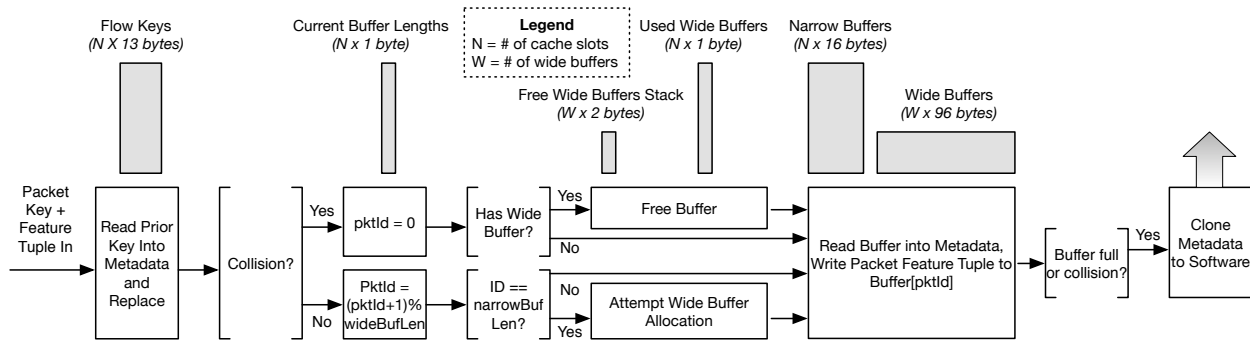 Flow Keys
(N X 13 bytes)
Current Buffer Lengths
(N x 1 byte)
Legend
N = # of cache slots
W = # of wide buffers
Used Wide Buffers
(N x 1 byte)
Narrow Buffers
(N x 16 bytes)
Free Wide Buffers Stack
(W x 2 bytes)
Wide Buffers
(W x 96 bytes)
Packet
Key +
Feature
Tuple In
Read Prior
Key Into
Metadata
and
Replace
Collision?
Yes
No
pktId = 0
PktId =
(pktId+1)%
wideBufLen
Has Wide
Buffer?
ID ==
narrowBuf
Len?
Yes
No
No
Yes
Free Buffer
Attempt Wide Buffer
Allocation
Read Buffer into Metadata,
Write Packet Feature Tuple to
Buffer[pktId]
Buffer full
or collision?
Yes
Clone
Metadata
to Software